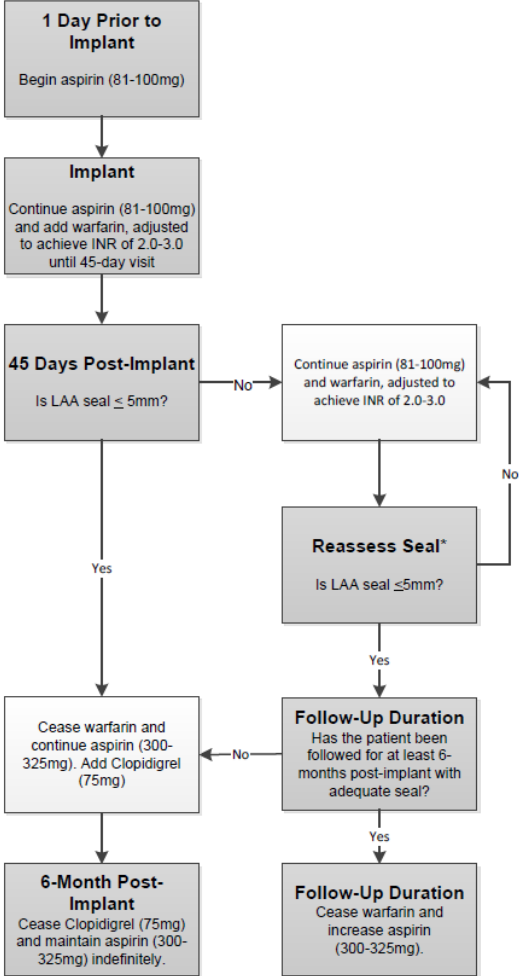 1 Day Prior to
Implant
Begin aspirin (81-100mg)
Implant
Continue aspirin (81-100mg)
and add warfarin, adjusted
to achieve INR of 2.0-3.0
until 45-day visit
45 Days Post-Implant
Is LAA seal ≤ 5mm?
No
Continue aspirin (81-100mg)
and warfarin, adjusted to
achieve INR of 2.0-3.0
No
Reassess Seal*
Is LAA seal ≤5mm?
Yes
Yes
Cease warfarin and
continue aspirin (300-
325mg). Add Clopidigrel
(75mg)
No
Follow-Up Duration
Has the patient been
followed for at least 6-
months post-implant with
adequate seal?
Yes
6-Month Post-
Implant
Cease Clopidigrel (75mg)
and maintain aspirin (300-
325mg) indefinitely.
Follow-Up Duration
Cease warfarin and
increase aspirin
(300-325mg).